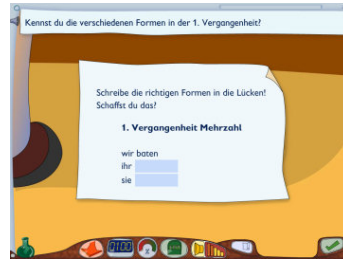 Kennst du die verschiedenen Formen in der 1. Vergangenheit?
Schreibe die richtigen Formen in die Lücken!
Schaffst du das?
1. Vergangenheit Mehrzahl
wir baten
ihr
sie